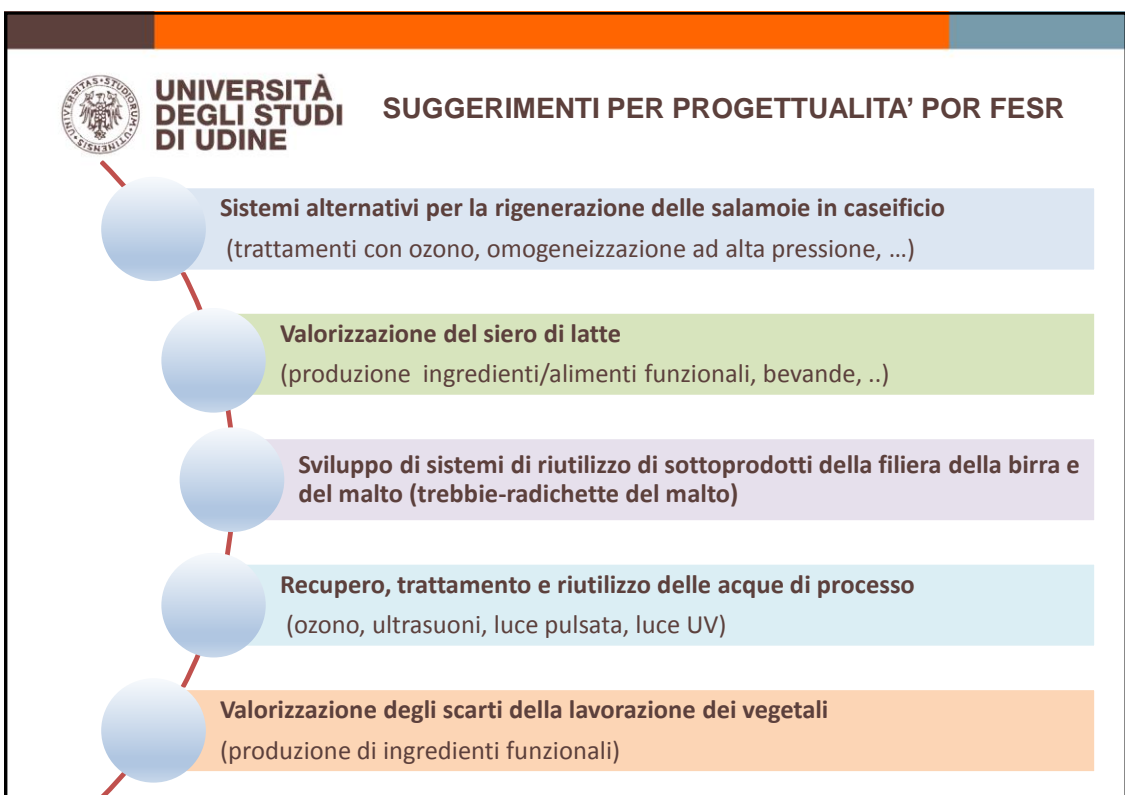 UNIVERSITÀ
DEGLI STUDI
DI UDINE
SUGGERIMENTI PER PROGETTUALITA’ POR FESR
Sistemi alternativi per la rigenerazione delle salamoie in caseificio
(trattamenti con ozono, omogeneizzazione ad alta pressione, …)
Valorizzazione del siero di latte
(produzione ingredienti/alimenti funzionali, bevande, ..)
Sviluppo di sistemi di riutilizzo di sottoprodotti della filiera della birra e
del malto (trebbie-radichette del malto)
Recupero, trattamento e riutilizzo delle acque di processo
(ozono, ultrasuoni, luce pulsata, luce UV)
Valorizzazione degli scarti della lavorazione dei vegetali
(produzione di ingredienti funzionali)